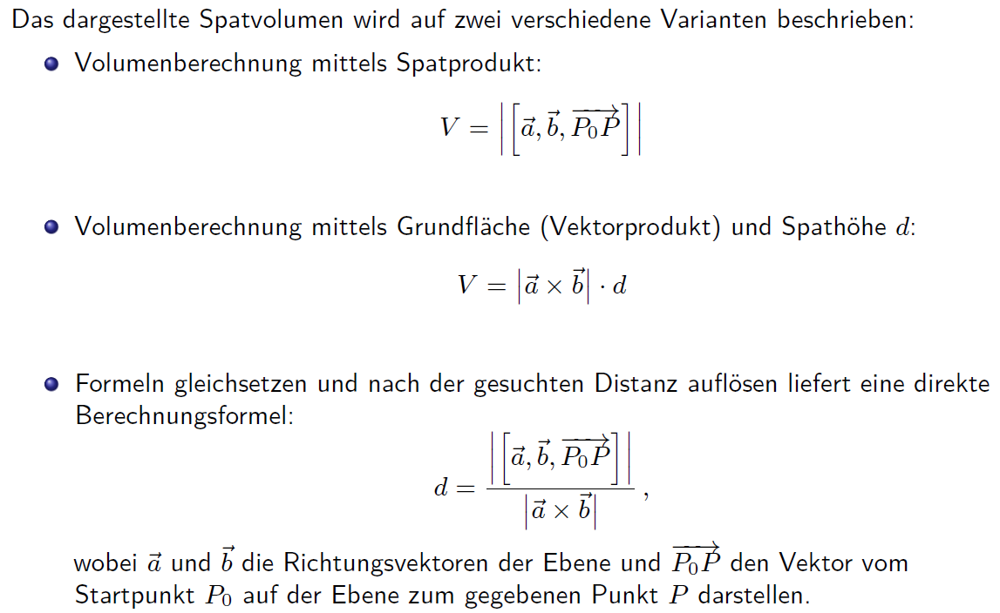 Das dargestellte Spatvolumen wird auf zwei verschiedene Varianten beschrieben:
Volumenberechnung mittels Spatprodukt:
$V = \left| \left[ \vec{a}, \vec{b}, \overrightarrow{P_0P} \right] \right|$
Volumenberechnung mittels Grundfläche (Vektorprodukt) und Spathöhe $d$:
$V = \left| \vec{a} \times \vec{b} \right| \cdot d$
Formeln gleichsetzen und nach der gesuchten Distanz auflösen liefert eine direkte
Berechnungsformel:
$d = \frac{\left| \left[ \vec{a}, \vec{b}, \overrightarrow{P_0P} \right] \right|}{\left| \vec{a} \times \vec{b} \right|},$
wobei $\vec{a}$ und $\vec{b}$ die Richtungsvektoren der Ebene und $\overrightarrow{P_0P}$ den Vektor vom
Startpunkt $P_0$ auf der Ebene zum gegebenen Punkt $P$ darstellen.